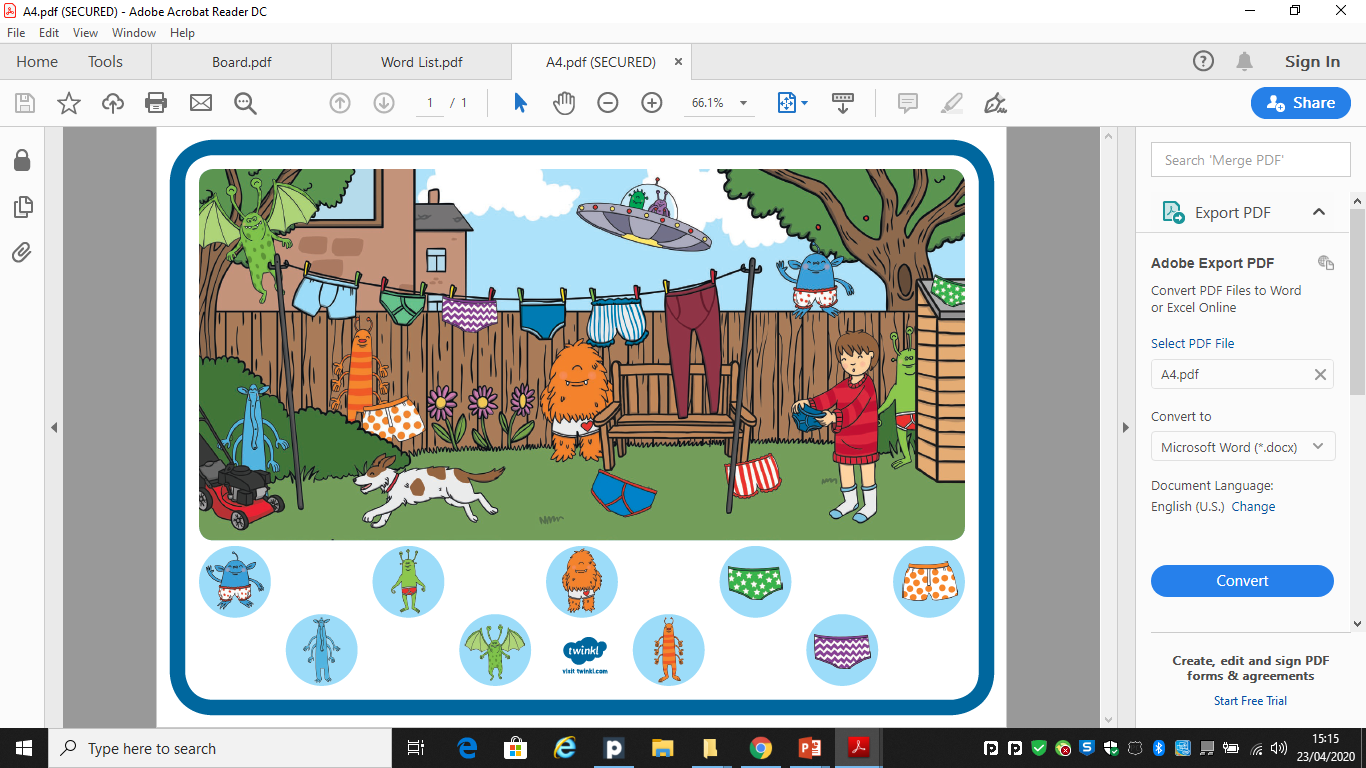 A4.pdf (SECURED) - Adobe Acrobat Reader DC
File Edit View Window Help
Home Tools Board.pdf Word List.pdf A4.pdf (SECURED) × Sign In
1 / 1 66.1% Share
Search 'Merge PDF'
Export PDF
Adobe Export PDF
Convert PDF Files to Word
or Excel Online
Select PDF File
A4.pdf
Convert to
Microsoft Word (*.docx)
Document Language:
English (U.S.) Change
Convert
twinkl
visit twinkl.com
Create, edit and sign PDF
forms & agreements
Start Free Trial
Type here to search
15:15
23/04/2020